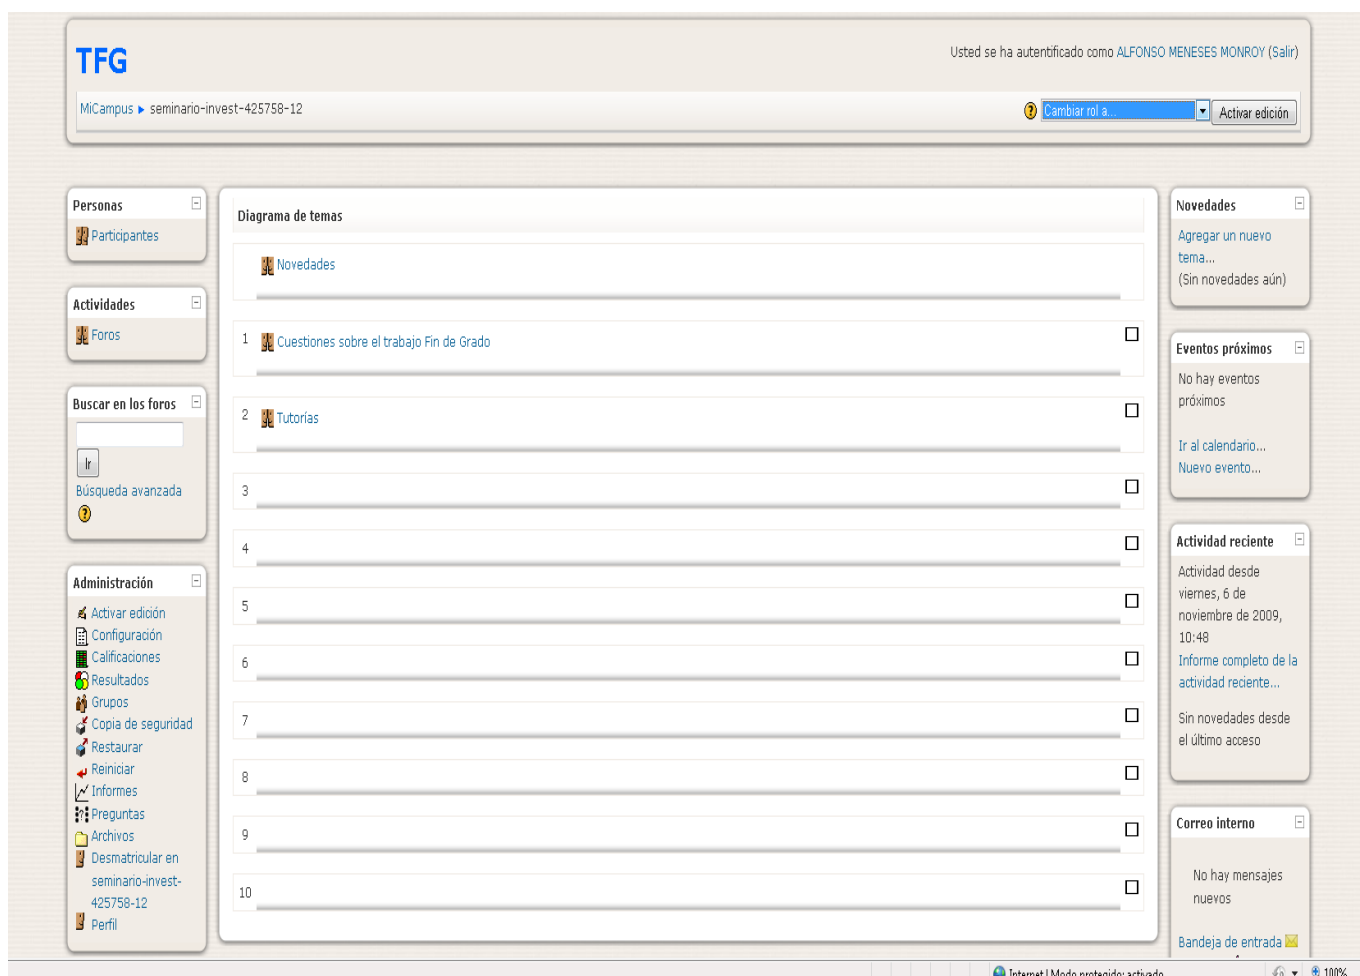 TFG
Usted se ha autentificado como ALFONSO MENESES MONROY (Salir)
MiCampus ► seminario-invest-425758-12
Cambiar rol a...
Activar edición
Personas
Participantes
Actividades
Foros
Buscar en los foros
Ir
Búsqueda avanzada
Administración
Activar edición
Configuración
Calificaciones
Resultados
Grupos
Copia de seguridad
Restaurar
Reiniciar
Informes
Preguntas
Archivos
Desmatricular en
seminario-invest-
425758-12
Perfil
Diagrama de temas
Novedades
1 Cuestiones sobre el trabajo Fin de Grado
2 Tutorías
3
4
5
6
7
8
9
10
Novedades
Agregar un nuevo
tema...
(Sin novedades aún)
Eventos próximos
No hay eventos
próximos
Ir al calendario...
Nuevo evento...
Actividad reciente
Actividad desde
viernes, 6 de
noviembre de 2009,
10:48
Informe completo de la
actividad reciente...
Sin novedades desde
el último acceso
Correo interno
No hay mensajes
nuevos
Bandeja de entrada
Internet | Modo protegido: activado
100%